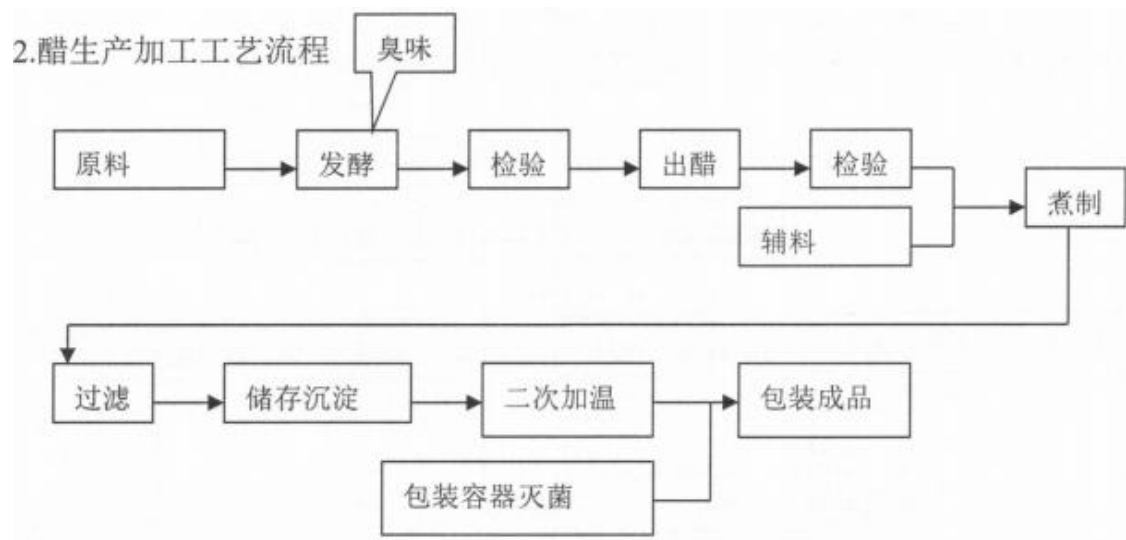 2.醋生产加工工艺流程
臭味
原料
发酵
检验
出醋
检验
辅料
煮制
过滤
储存沉淀
二次加温
包装成品
包装容器灭菌